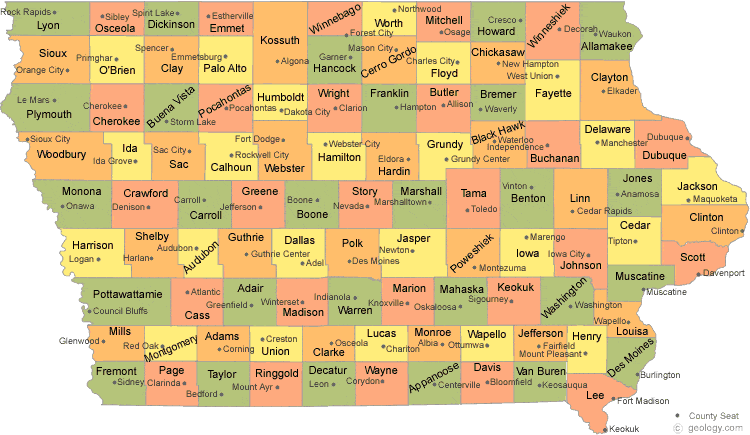 Rock Rapids
Lyon
Sibley
Osceola
Spirit Lake
Dickinson
Estherville
Emmet
Winnebago
Forest City
Northwood
Worth
Mitchell
Osage
Cresco
Howard
Winneshiek
Decorah
Waukon
Allamakee
Sioux
Orange City
Prmghar
O'Brien
Spencer
Clay
Emmetsburg
Palo Alto
Kossuth
Algona
Garner
Hancock
Mason City
Cerro Gordo
Charles City
Floyd
Chickasaw
New Hampton
West Union
Fayette
Clayton
Elkader
Le Mars
Plymouth
Cherokee
Cherokee
Buena Vista
Storm Lake
Pocahontas
Pocahontas
Humboldt
Dakota City
Wright
Clarion
Franklin
Hampton
Butler
Allison
Bremer
Waverly
Sioux City
Woodbury
Ida
Ida Grove
Sac City
Sac
Rockwell City
Calhoun
Fort Dodge
Webster
Webster City
Hamilton
Eldora
Hardin
Grundy
Grundy Center
Black Hawk
Waterloo
Independence
Buchanan
Delaware
Manchester
Dubuque
Dubuque
Monona
Onawa
Crawford
Denison
Carroll
Carroll
Greene
Jefferson
Boone
Boone
Story
Nevada
Marshall
Marshalltown
Tama
Toledo
Vinton
Benton
Linn
Cedar Rapids
Jones
Anamosa
Jackson
Maquoketa
Clinton
Clinton
Harrison
Logan
Shelby
Harlan
Audubon
Audubon
Guthrie
Guthrie Center
Dallas
Adel
Polk
Des Moines
Jasper
Newton
Poweshiek
Montezuma
Marengo
Iowa
Iowa City
Johnson
Cedar
Tipton
Scott
Davenport
Muscatine
Muscatine
Pottawattamie
Council Bluffs
Atlantic
Cass
Adair
Greenfield
Winterset
Madison
Indianola
Warren
Marion
Knoxville
Mahaska
Oskaloosa
Keokuk
Sigourney
Washington
Washington
Wapello
Louisa
Mills
Glenwood
Red Oak
Montgomery
Adams
Corning
Creston
Union
Osceola
Clarke
Lucas
Chariton
Monroe
Albia
Wapello
Ottumwa
Jefferson
Fairfield
Mount Pleasant
Henry
Des Moines
Burlington
Fremont
Sidney
Page
Clarinda
Taylor
Bedford
Ringgold
Mount Ayr
Decatur
Leon
Wayne
Corydon
Appanoose
Centerville
Davis
Bloomfield
Van Buren
Keosauqua
Lee
Fort Madison
Keokuk
County Seat
© geology.com